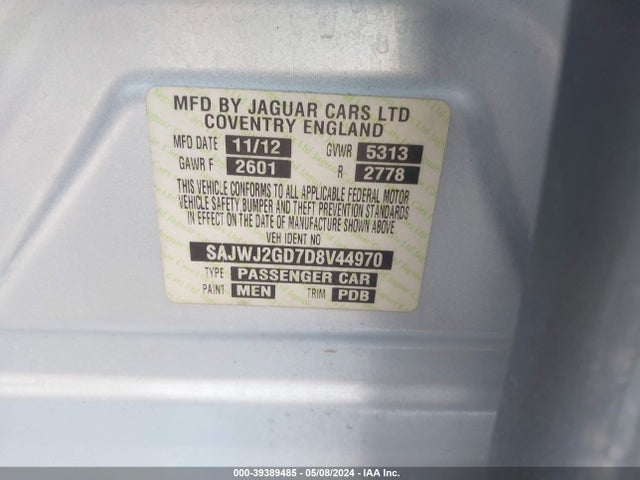 MFD BY JAGUAR CARS LTD
COVENTRY ENGLAND
MFD DATE 11/12 GVWR 5313
GAWR F 2601 R 2778
THIS VEHICLE CONFORMS TO ALL APPLICABLE FEDERAL MOTOR
VEHICLE SAFETY BUMPER AND THEFT PREVENTION STANDARDS
IN EFFECT ON THE DATE OF MANUFACTURE SHOWN ABOVE
VEH IDENT NO
SAJWJ2GD7D8V44970
TYPE PASSENGER CAR
PAINT MEN TRIM PDB
000-39389485 - 05/08/2024 - IAA Inc.